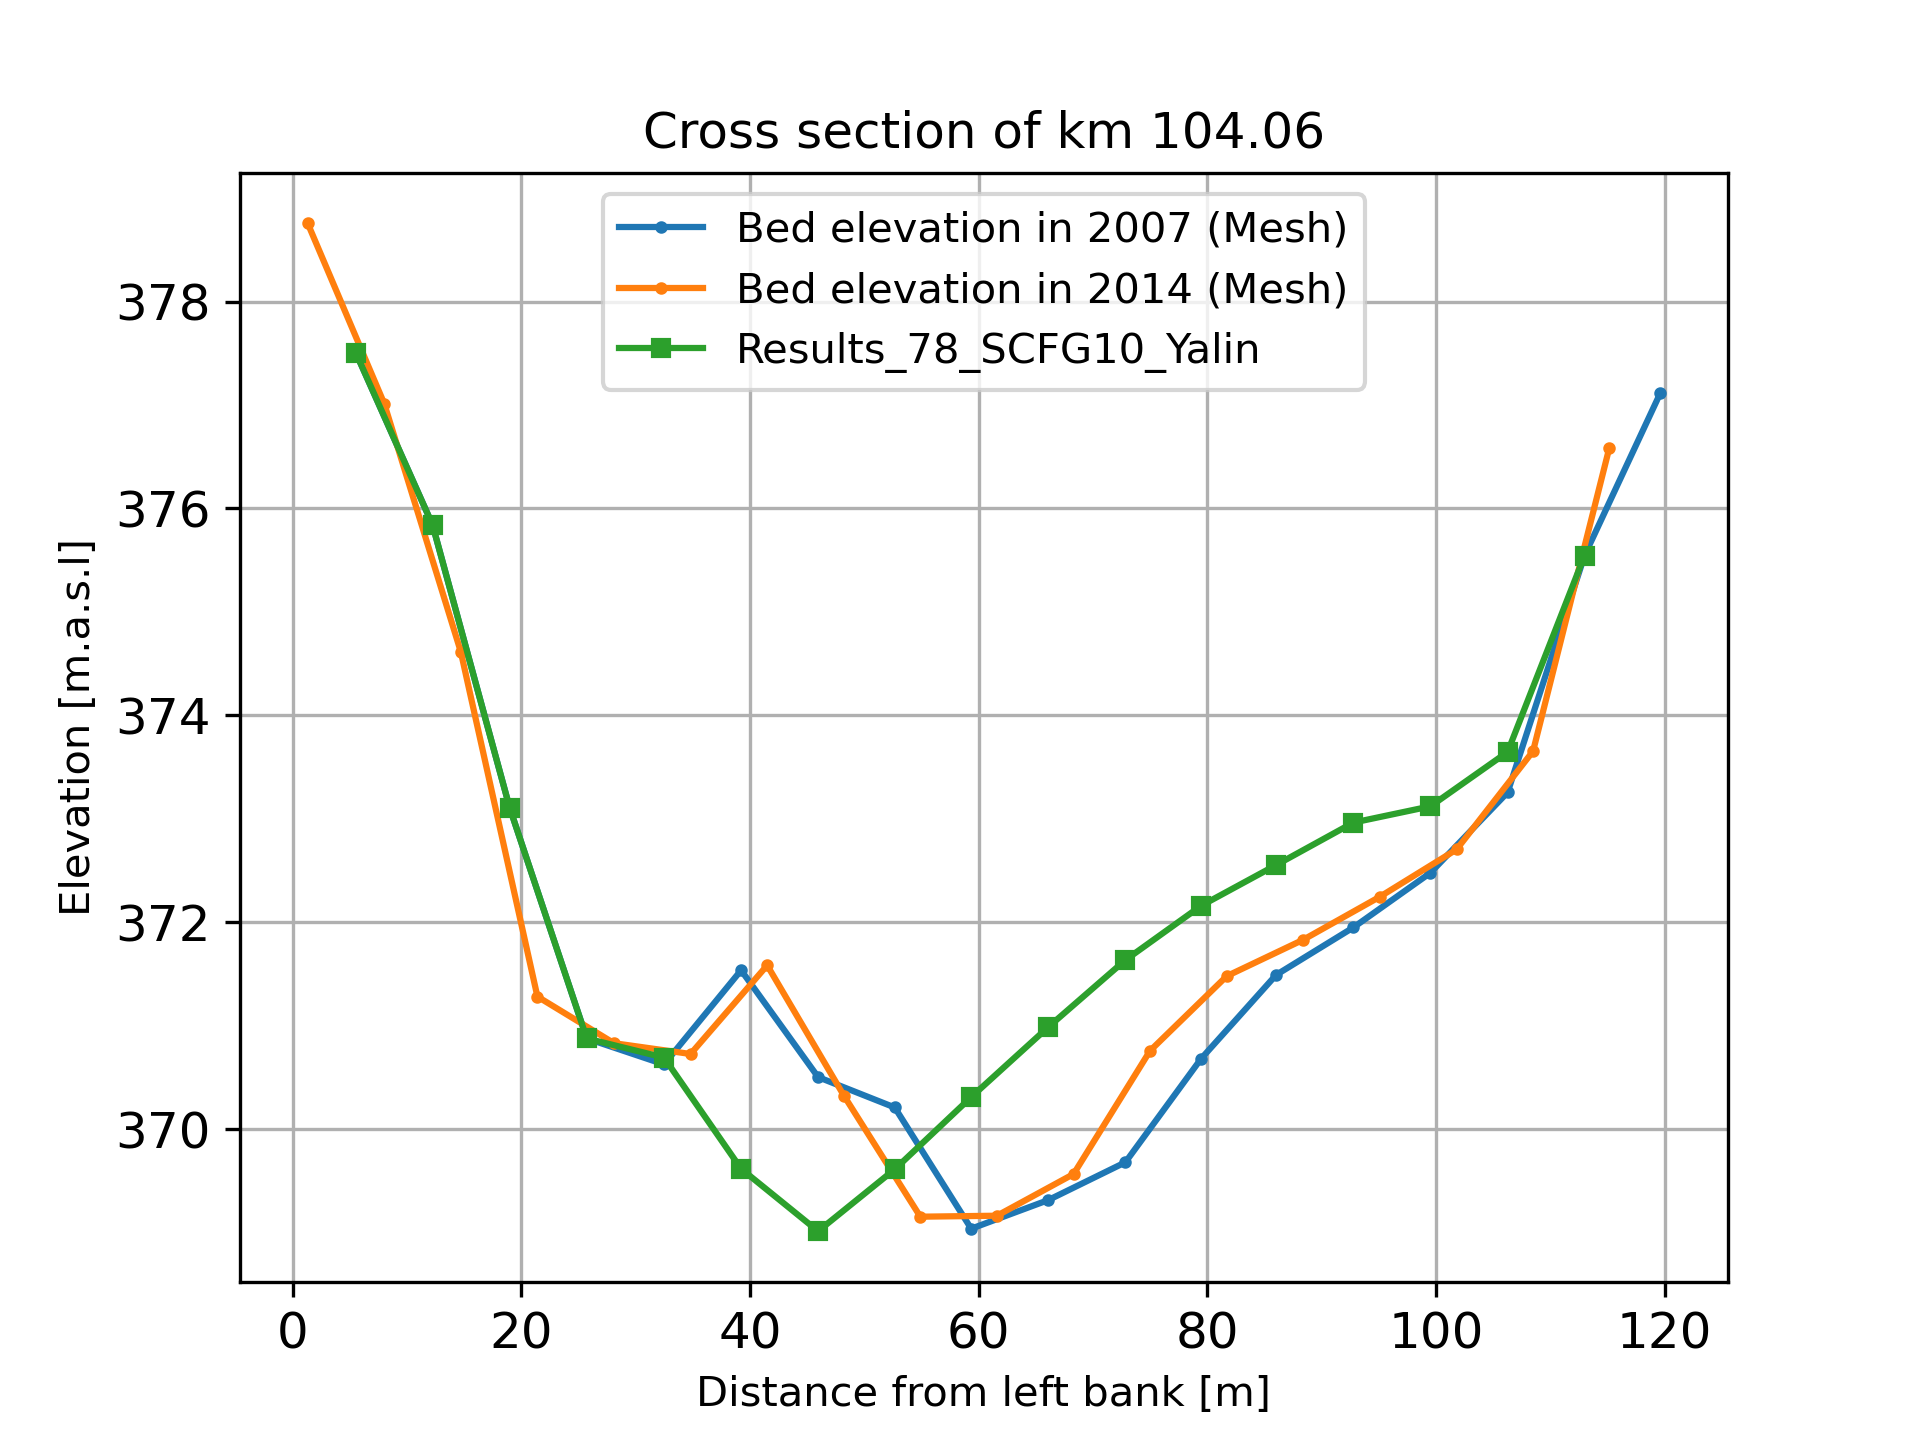 Cross section of km 104.06
Bed elevation in 2007 (Mesh)
Bed elevation in 2014 (Mesh)
Results_78_SCFG10_Yalin
378
376
374
372
370
Elevation [m.a.s.l]
0 20 40 60 80 100 120
Distance from left bank [m]